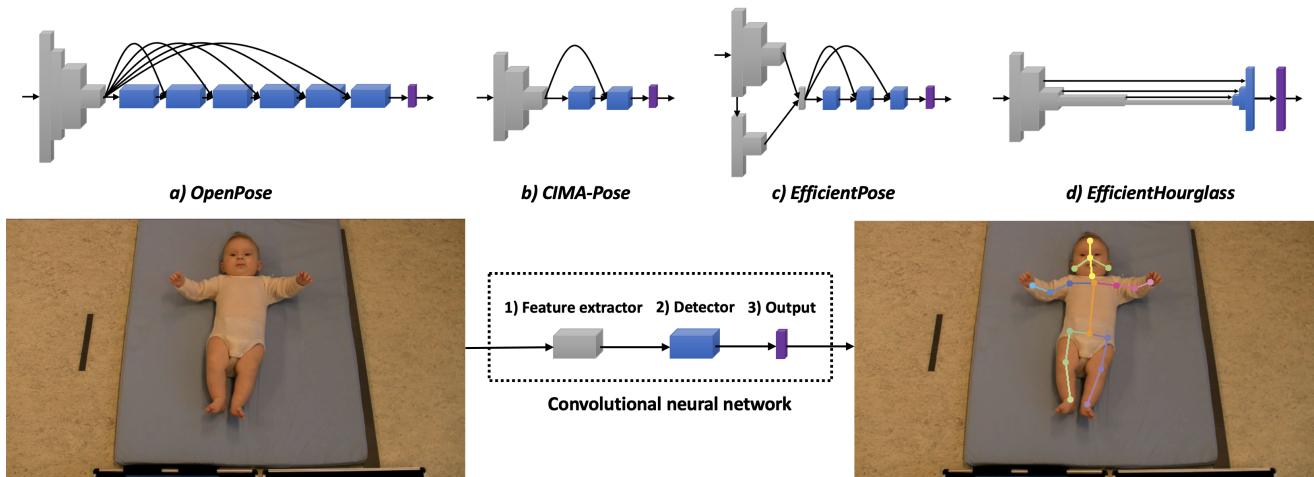 a) OpenPose
b) CIMA-Pose
c) EfficientPose
d) EfficientHourglass
1) Feature extractor
2) Detector
3) Output
Convolutional neural network